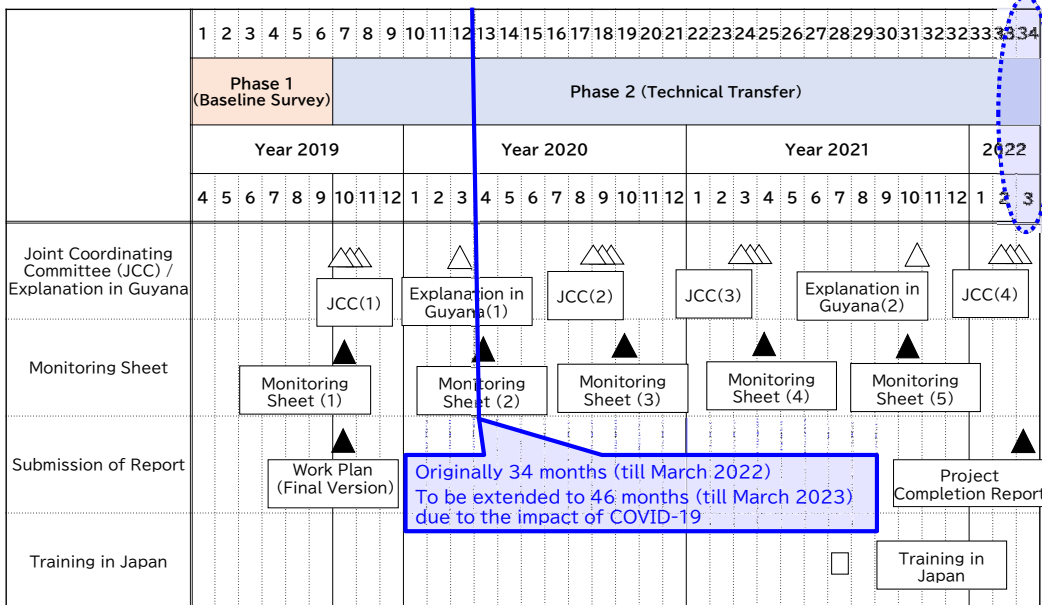 1 2 3 4 5 6 7 8 9 10 11 12 13 14 15 16 17 18 19 20 21 22 23 24 25 26 27 28 29 30 31 32 32 33 33 34
Phase 1
(Baseline Survey)
Phase 2 (Technical Transfer)
Year 2019
Year 2020
Year 2021
2022
4 5 6 7 8 9 10 11 12 1 2 3 4 5 6 7 8 9 10 11 12 1 2 3 4 5 6 7 8 9 10 11 12 1 2 3
Joint Coordinating
Committee (JCC) /
Explanation in Guyana
JCC(1)
Explanation in
Guyana(1)
JCC(2)
JCC(3)
Explanation in
Guyana(2)
JCC(4)
Monitoring Sheet
Monitoring
Sheet (1)
Monitoring
Sheet (2)
Monitoring
Sheet (3)
Monitoring
Sheet (4)
Monitoring
Sheet (5)
Submission of Report
Work Plan
(Final Version)
Originally 34 months (till March 2022)
To be extended to 46 months (till March 2023)
due to the impact of COVID-19
Project
Completion Report
Training in Japan
Training in
Japan